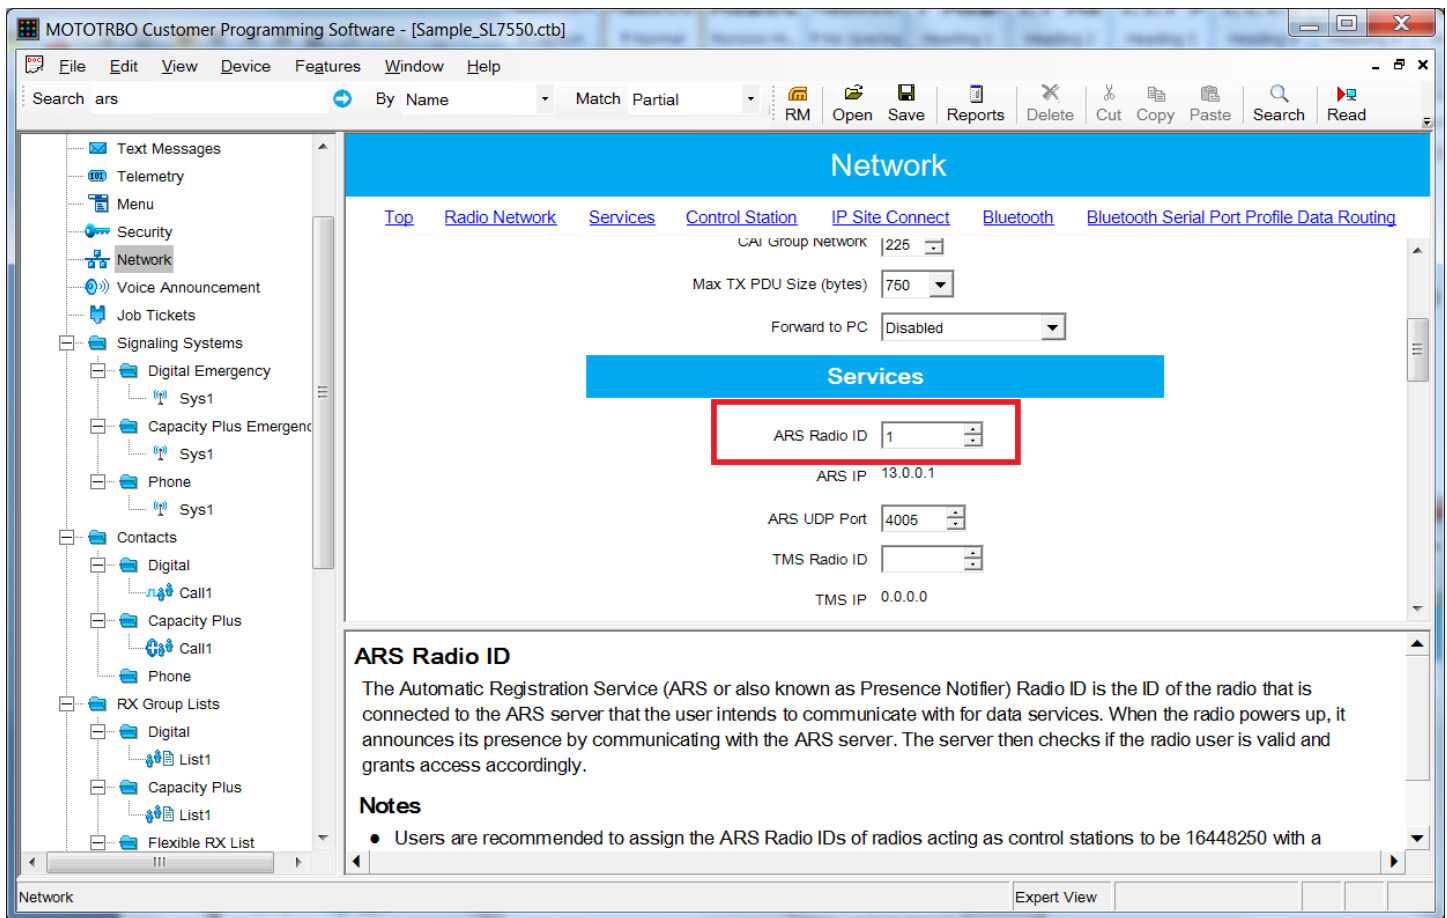 MOTOTRBO Customer Programming Software - [Sample_SL7550.ctb]
File Edit View Device Features Window Help
Search ars By Name Match Partial RM Open Save Reports Delete Cut Copy Paste Search Read
Text Messages
Telemetry
Menu
Security
Network
Voice Announcement
Job Tickets
Signaling Systems
Digital Emergency
Sys1
Capacity Plus Emergenc
Sys1
Phone
Sys1
Contacts
Digital
Call1
Capacity Plus
Call1
Phone
RX Group Lists
Digital
List1
Capacity Plus
List1
Flexible RX List
Network
Top Radio Network Services Control Station IP Site Connect Bluetooth Bluetooth Serial Port Profile Data Routing
CAI Group Network 225
Max TX PDU Size (bytes) 750
Forward to PC Disabled
Services
ARS Radio ID 1
ARS IP 13.0.0.1
ARS UDP Port 4005
TMS Radio ID
TMS IP 0.0.0.0
ARS Radio ID
The Automatic Registration Service (ARS or also known as Presence Notifier) Radio ID is the ID of the radio that is
connected to the ARS server that the user intends to communicate with for data services. When the radio powers up, it
announces its presence by communicating with the ARS server. The server then checks if the radio user is valid and
grants access accordingly.
Notes
● Users are recommended to assign the ARS Radio IDs of radios acting as control stations to be 16448250 with a
Network Expert View